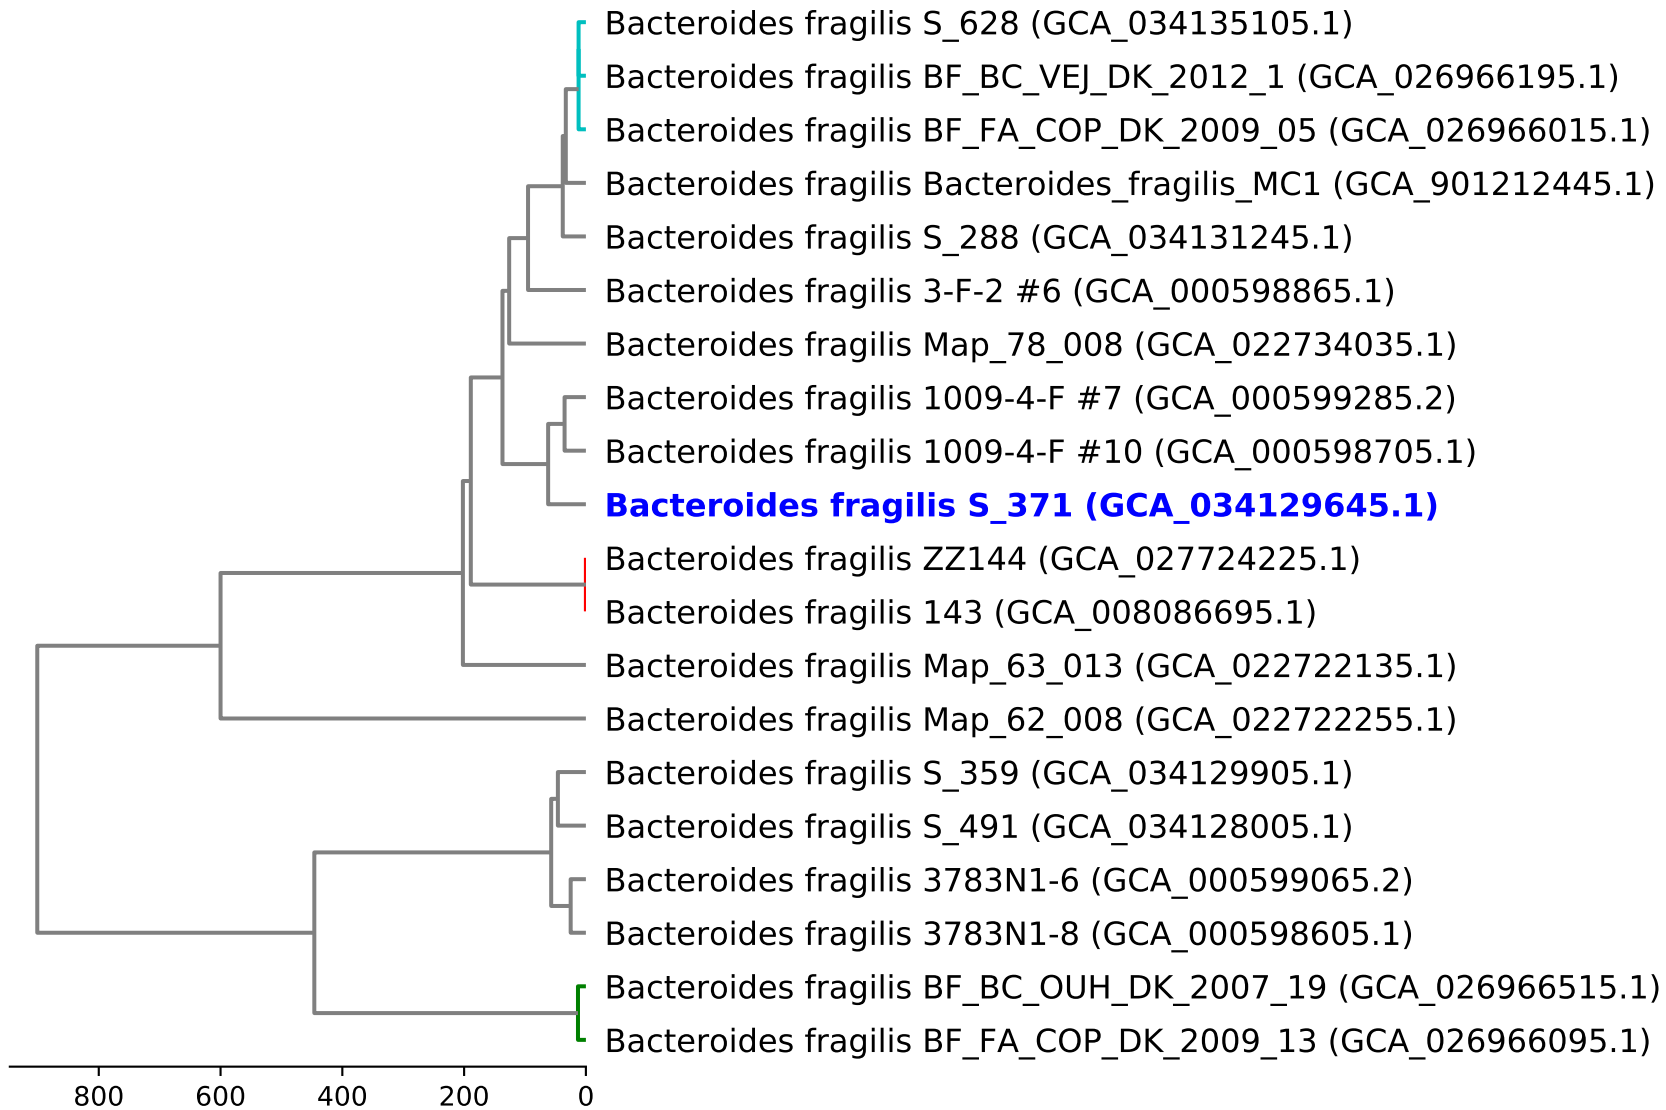 Bacteroides fragilis S_628 (GCA_034135105.1)
Bacteroides fragilis BF_BC_VEJ_DK_2012_1 (GCA_026966195.1)
Bacteroides fragilis BF_FA_COP_DK_2009_05 (GCA_026966015.1)
Bacteroides fragilis Bacteroides_fragilis_MC1 (GCA_901212445.1)
Bacteroides fragilis S_288 (GCA_034131245.1)
Bacteroides fragilis 3-F-2 #6 (GCA_000598865.1)
Bacteroides fragilis Map_78_008 (GCA_022734035.1)
Bacteroides fragilis 1009-4-F #7 (GCA_000599285.2)
Bacteroides fragilis 1009-4-F #10 (GCA_000598705.1)
Bacteroides fragilis S_371 (GCA_034129645.1)
Bacteroides fragilis ZZ144 (GCA_027724225.1)
Bacteroides fragilis 143 (GCA_008086695.1)
Bacteroides fragilis Map_63_013 (GCA_022722135.1)
Bacteroides fragilis Map_62_008 (GCA_022722255.1)
Bacteroides fragilis S_359 (GCA_034129905.1)
Bacteroides fragilis S_491 (GCA_034128005.1)
Bacteroides fragilis 3783N1-6 (GCA_000599065.2)
Bacteroides fragilis 3783N1-8 (GCA_000598605.1)
Bacteroides fragilis BF_BC_OUH_DK_2007_19 (GCA_026966515.1)
Bacteroides fragilis BF_FA_COP_DK_2009_13 (GCA_026966095.1)
800 600 400 200 0